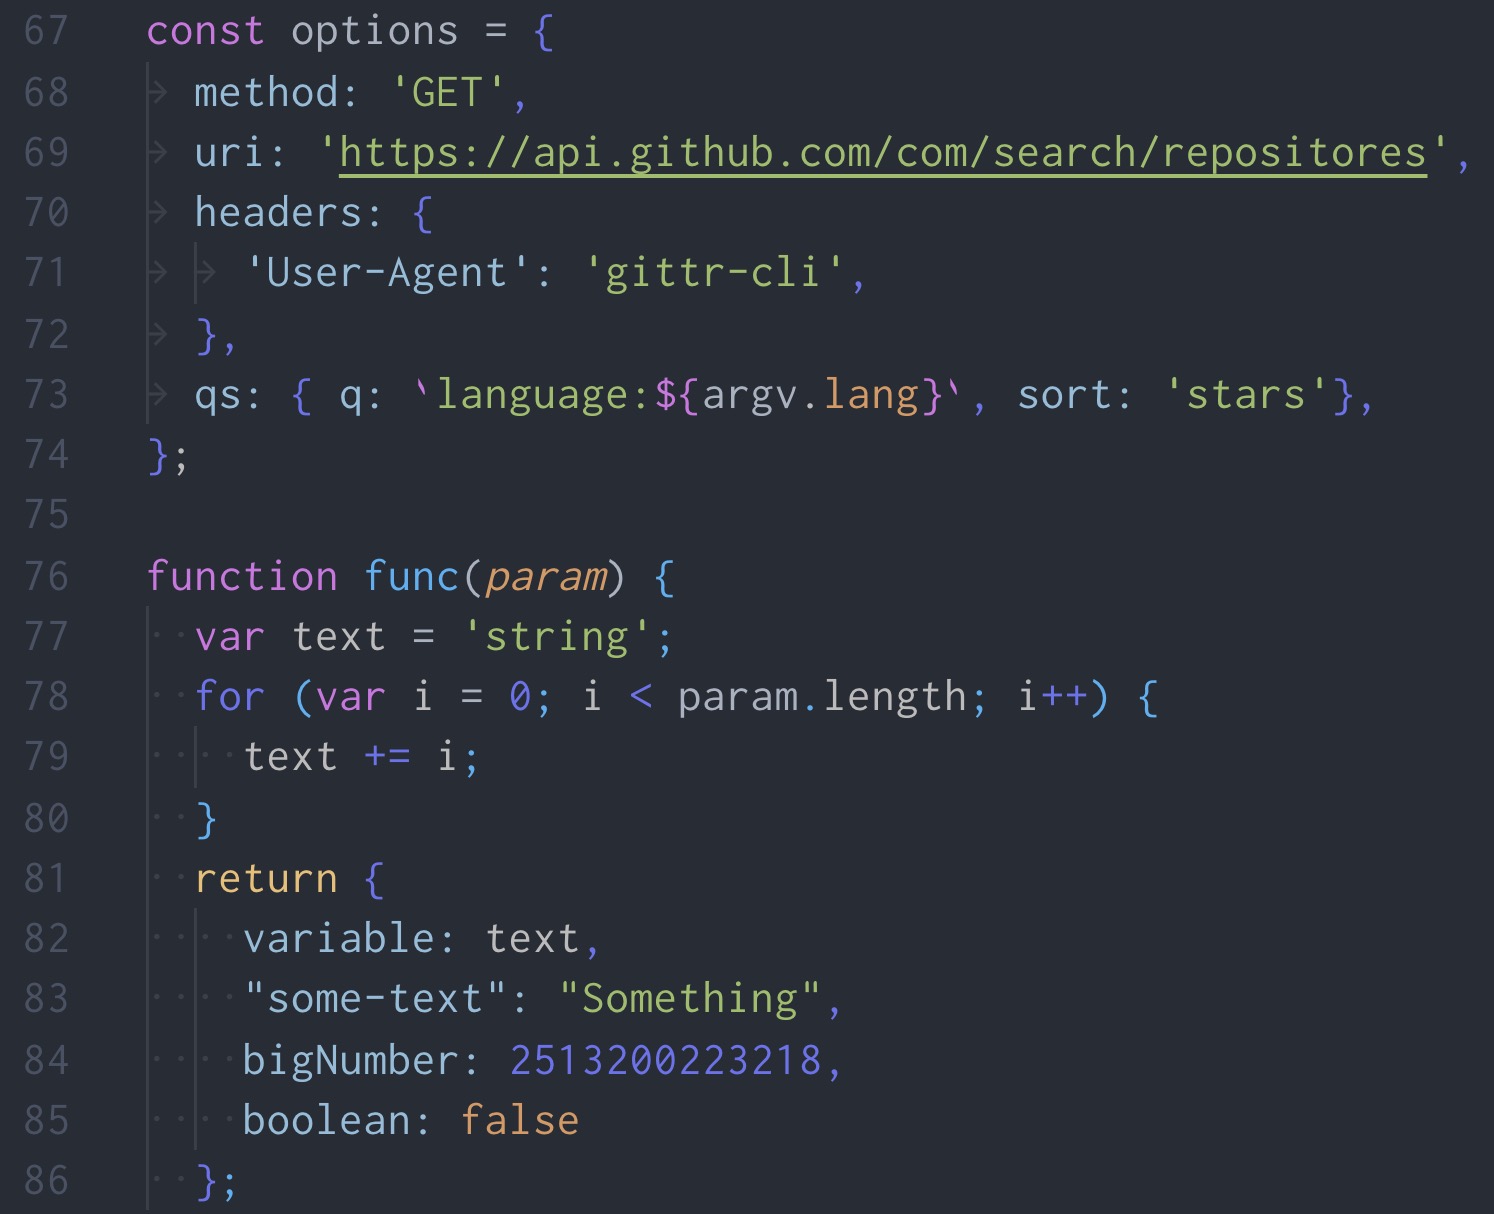 67 const options = {
68 method: 'GET',
69 uri: 'https://api.github.com/com/search/repositores',
70 headers: {
71 'User-Agent': 'gittr-cli',
72 },
73 qs: { q: `language:${argv.lang}`, sort: 'stars'},
74 };
75
76 function func(param) {
77 var text = 'string';
78 for (var i = 0; i < param.length; i++) {
79 text += i;
80 }
81 return {
82 variable: text,
83 "some-text": "Something",
84 bigNumber: 2513200223218,
85 boolean: false
86 };